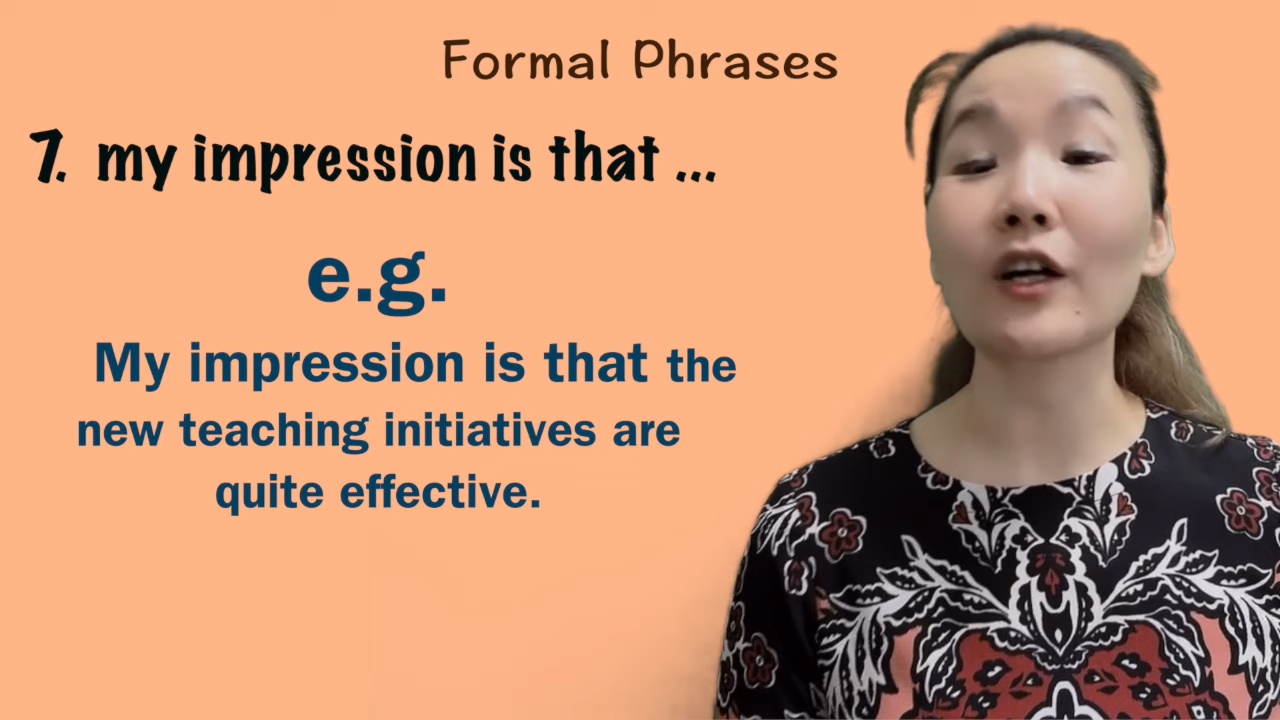 Formal Phrases
7. my impression is that ...
e.g.
My impression is that the
new teaching initiatives are
quite effective.